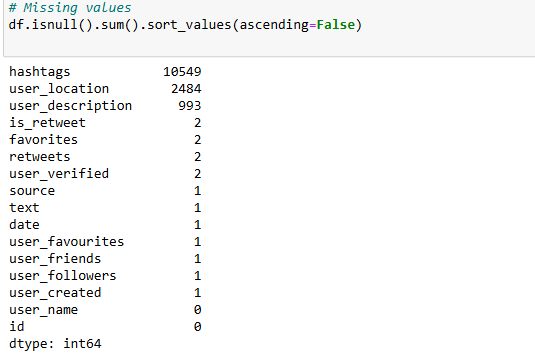 # Missing values
df.isnull().sum().sort_values(ascending=False)
hashtags 10549
user_location 2484
user_description 993
is_retweet 2
favorites 2
retweets 2
user_verified 2
source 1
text 1
date 1
user_favourites 1
user_friends 1
user_followers 1
user_created 1
user_name 0
id 0
dtype: int64